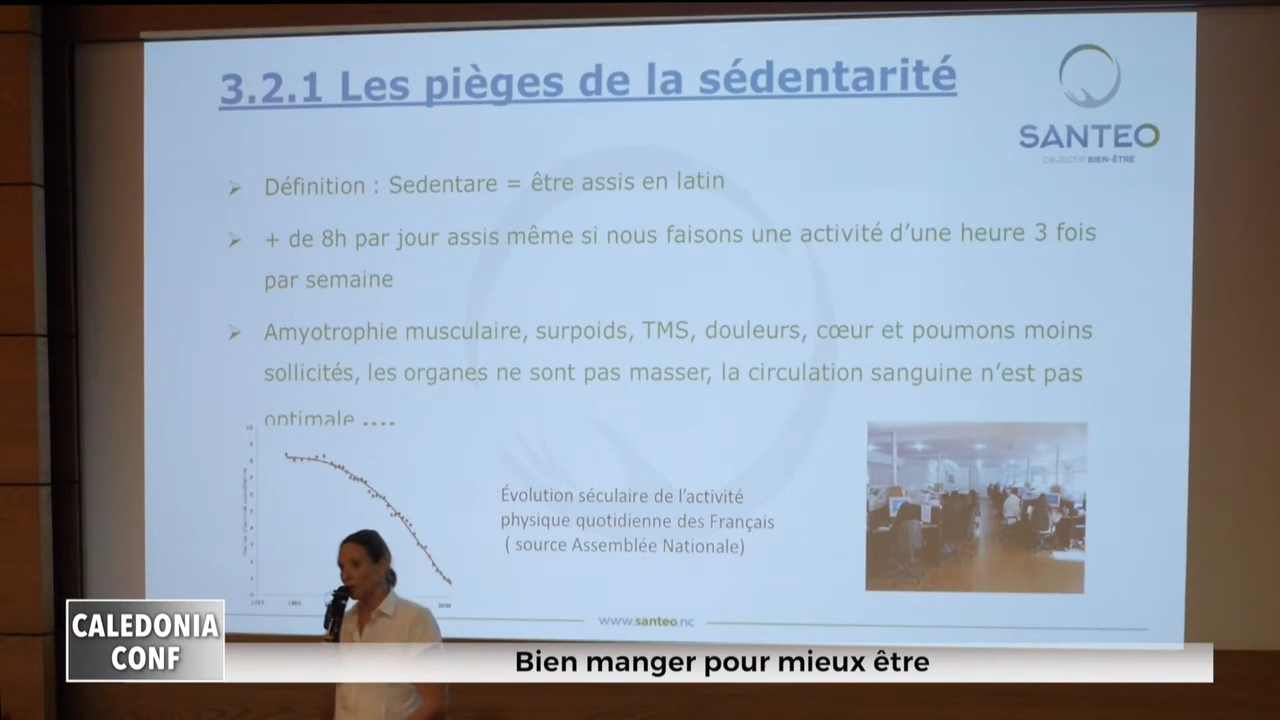 3.2.1 Les pièges de la sédentarité
SANTEO
OBJECTIF BIEN-ÊTRE
Définition : Sedentare = être assis en latin
+ de 8h par jour assis même si nous faisons une activité d'une heure 3 fois
par semaine
Amyotrophie musculaire, surpoids, TMS, douleurs, cœur et poumons moins
sollicités, les organes ne sont pas masser, la circulation sanguine n'est pas
optimale ....
Évolution séculaire de l'activité
physique quotidienne des Français
( source Assemblée Nationale)
www.santeo.nc
CALEDONIA
CONF
Bien manger pour mieux être